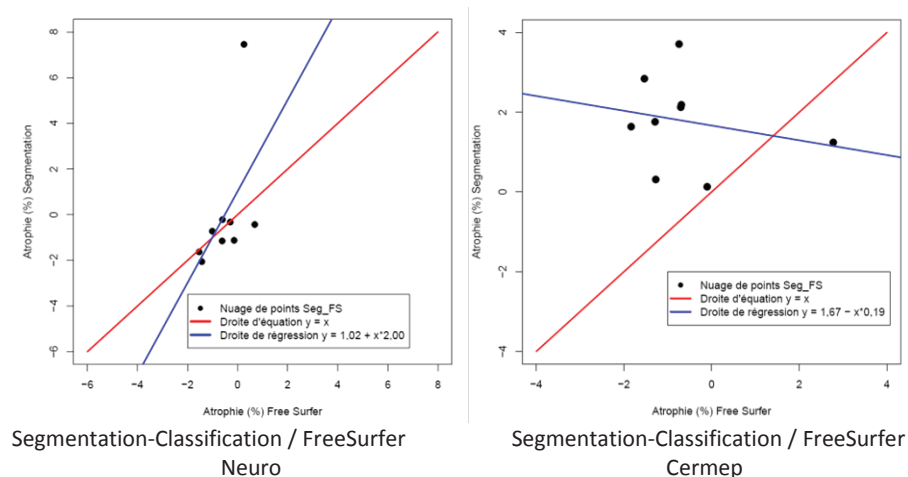 8
6
4
2
0
−2
−4
−6
Atrophie (%) Segmentation
Nuage de points Seg_FS
Droite d'équation y = x
Droite de régression y = 1,02 + x*2,00
−6 −4 −2 0 2 4 6 8
Atrophie (%) Free Surfer
Segmentation-Classification / FreeSurfer
Neuro
4
2
0
−2
−4
Atrophie (%) Segmentation
Nuage de points Seg_FS
Droite d'équation y = x
Droite de régression y = 1,67 − x*0,19
−4 −2 0 2 4
Atrophie (%) Free Surfer
Segmentation-Classification / FreeSurfer
Cermep